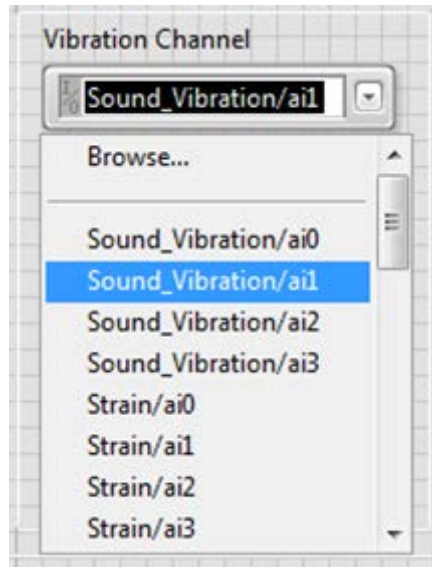 Vibration Channel
Sound_Vibration/ai1
Browse...
Sound_Vibration/ai0
Sound_Vibration/ai1
Sound_Vibration/ai2
Sound_Vibration/ai3
Strain/ai0
Strain/ai1
Strain/ai2
Strain/ai3